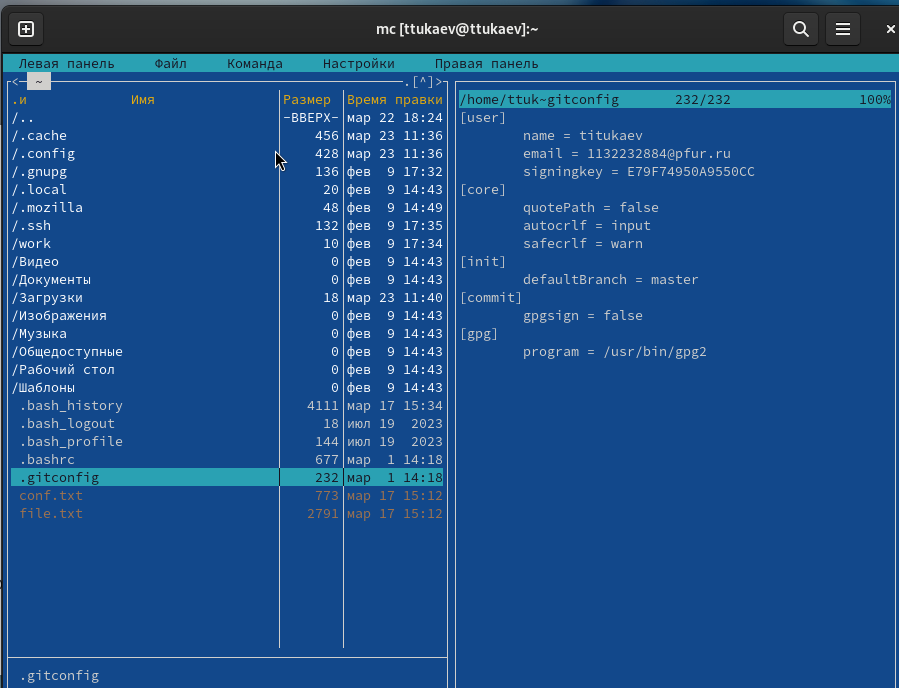 mc [ttukaev@ttukaev]:~
Левая панель Файл Команда Настройки Правая панель
<─ ~ ─.[^]>
.и Имя Размер Время правки
/.. -ВВЕРХ- мар 22 18:24
/.cache 456 мар 23 11:36
/.config 428 мар 23 11:36
/.gnupg 136 фев 9 17:32
/.local 20 фев 9 14:43
/.mozilla 48 фев 9 14:49
/.ssh 132 фев 9 17:35
/work 10 фев 9 17:34
/Видео 0 фев 9 14:43
/Документы 0 фев 9 14:43
/Загрузки 18 мар 23 11:40
/Изображения 0 фев 9 14:43
/Музыка 0 фев 9 14:43
/Общедоступные 0 фев 9 14:43
/Рабочий стол 0 фев 9 14:43
/Шаблоны 0 фев 9 14:43
.bash_history 4111 мар 17 15:34
.bash_logout 18 июл 19 2023
.bash_profile 144 июл 19 2023
.bashrc 677 мар 1 14:18
.gitconfig 232 мар 1 14:18
conf.txt 773 мар 17 15:12
file.txt 2791 мар 17 15:12
.gitconfig
/home/ttuk~gitconfig 232/232 100%
[user]
name = titukaev
email = 1132232884@pfur.ru
signingkey = E79F74950A9550CC
[core]
quotePath = false
autocrlf = input
safecrlf = warn
[init]
defaultBranch = master
[commit]
gpgsign = false
[gpg]
program = /usr/bin/gpg2